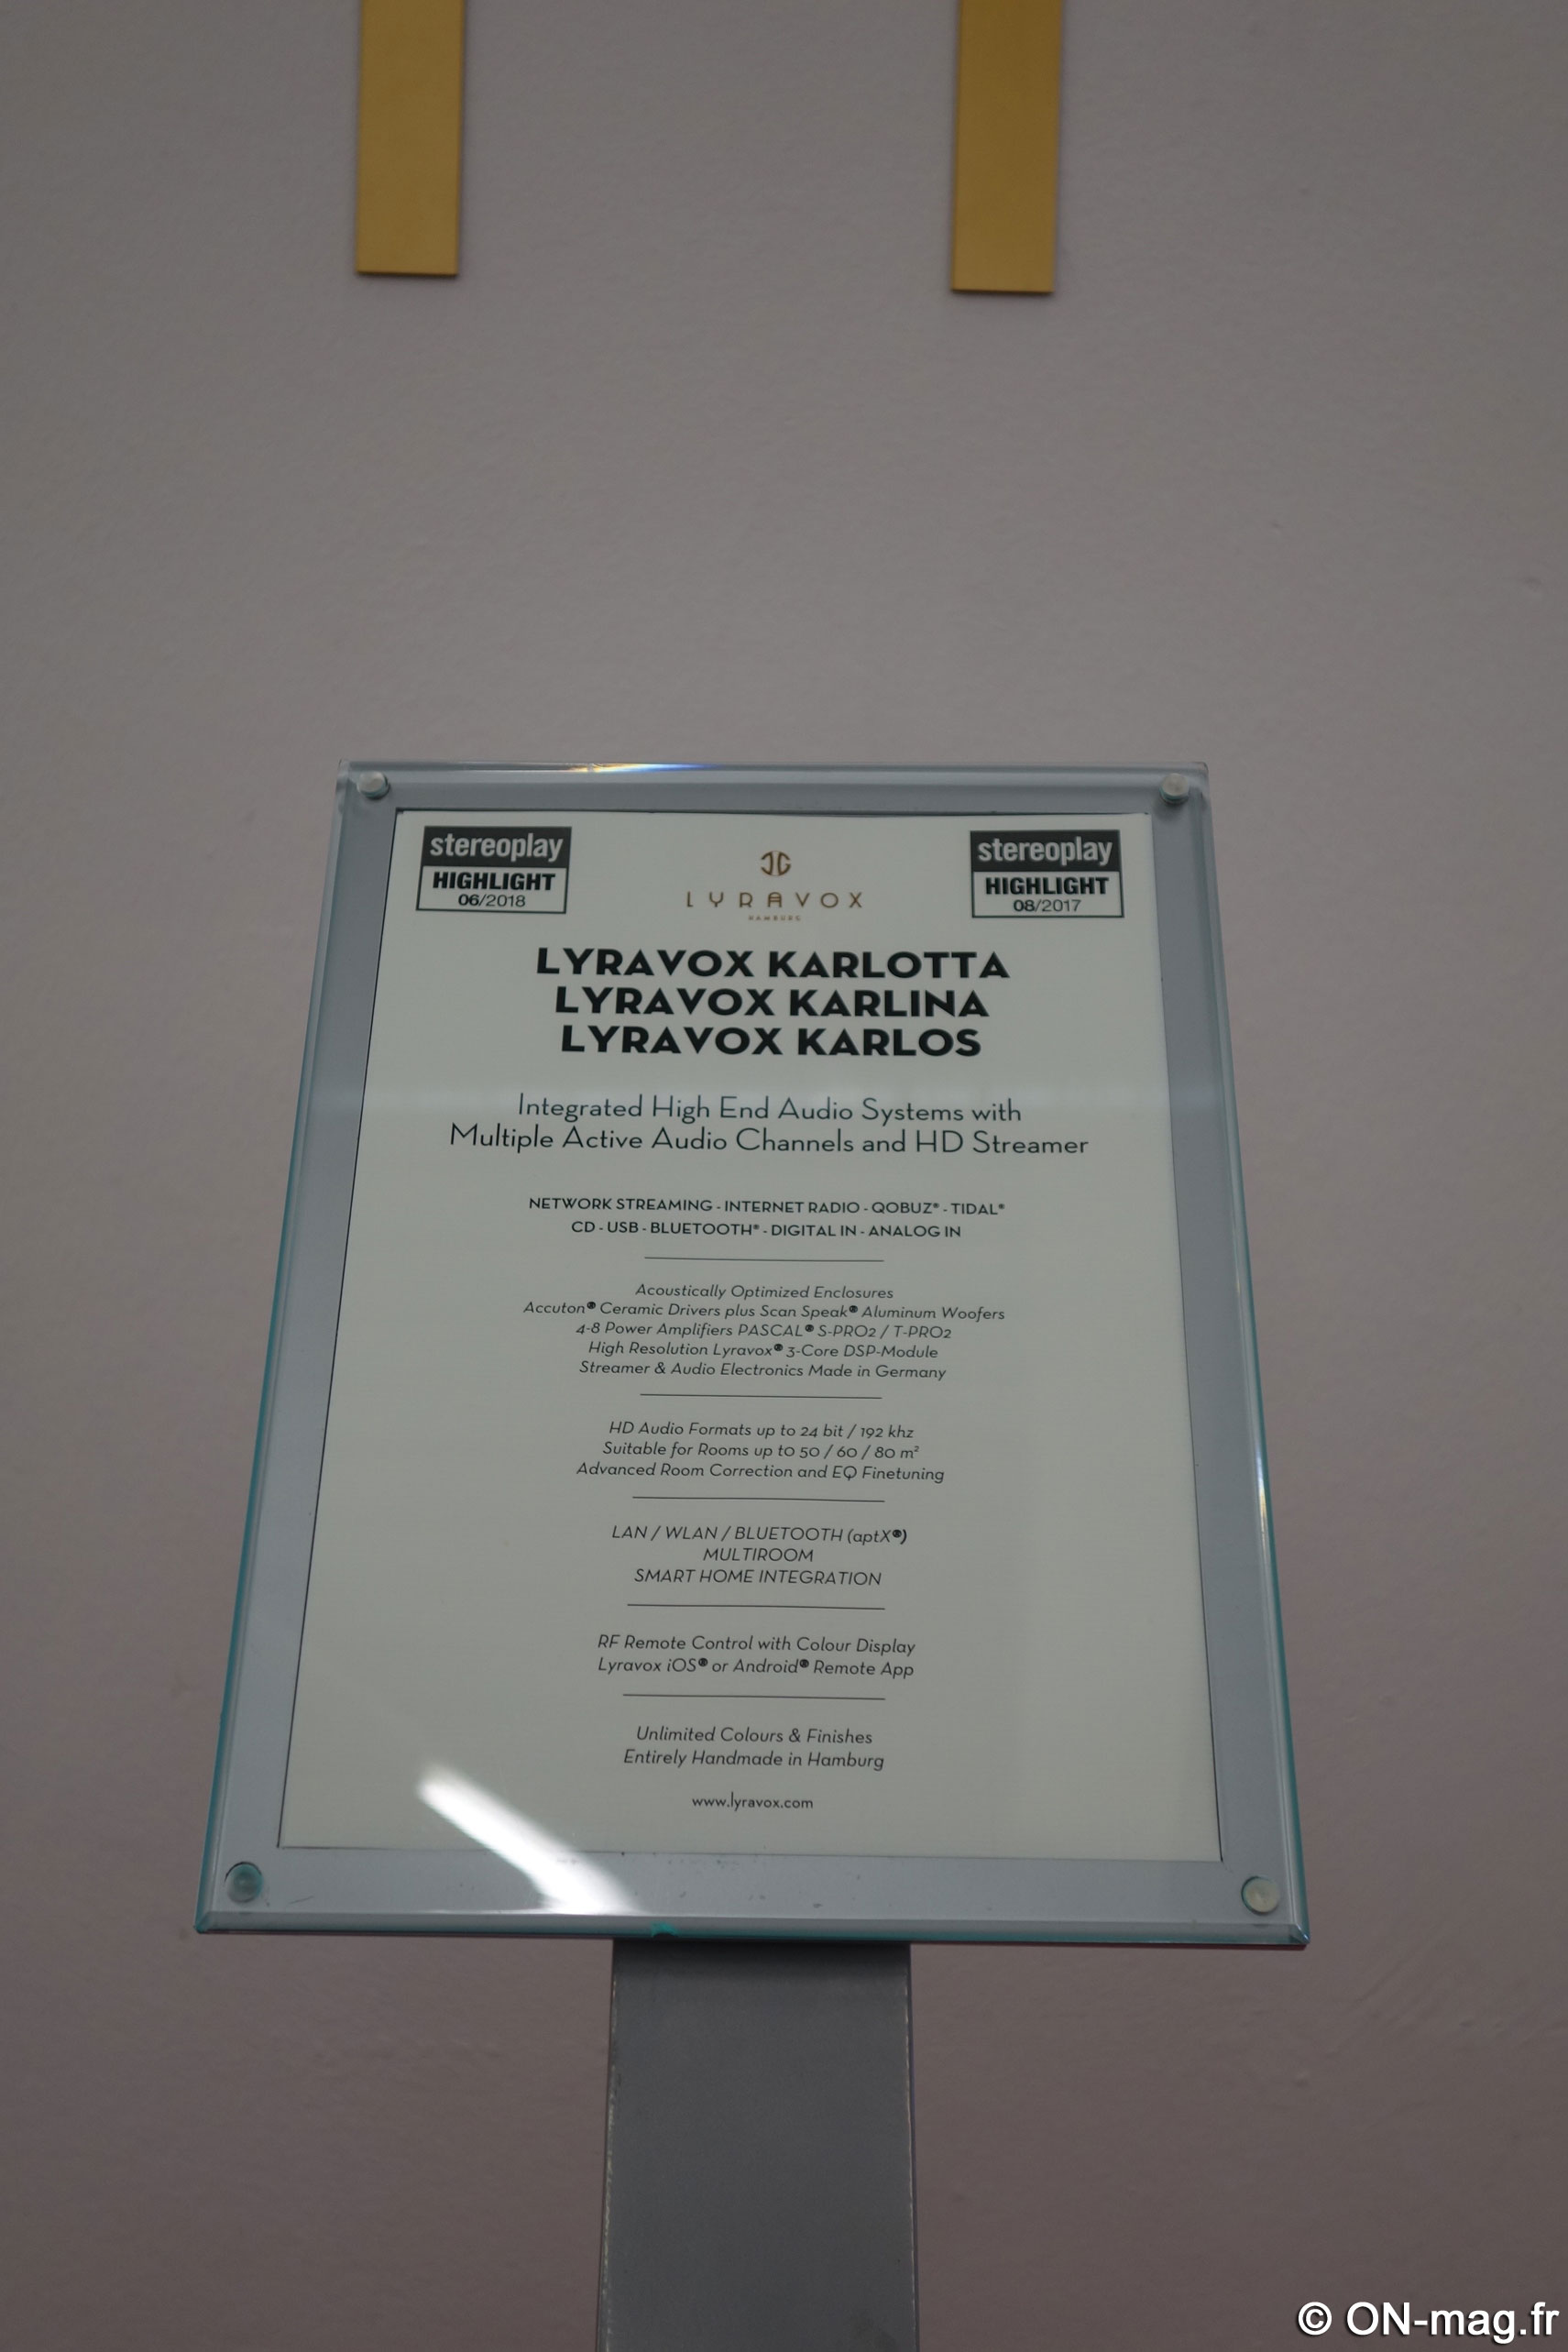 stereoplay
HIGHLIGHT
06/2018
LYRAVOX
HAMBURG
stereoplay
HIGHLIGHT
08/2017
LYRAVOX KARLOTTA
LYRAVOX KARLINA
LYRAVOX KARLOS
Integrated High End Audio Systems with
Multiple Active Audio Channels and HD Streamer
NETWORK STREAMING - INTERNET RADIO - QOBUZ® - TIDAL®
CD - USB - BLUETOOTH® - DIGITAL IN - ANALOG IN
Acoustically Optimized Enclosures
Accuton® Ceramic Drivers plus Scan Speak® Aluminum Woofers
4-8 Power Amplifiers PASCAL® S-PRO2 / T-PRO2
High Resolution Lyravox® 3-Core DSP-Module
Streamer & Audio Electronics Made in Germany
HD Audio Formats up to 24 bit / 192 khz
Suitable for Rooms up to 50 / 60 / 80 m²
Advanced Room Correction and EQ Finetuning
LAN / WLAN / BLUETOOTH (aptX®)
MULTIROOM
SMART HOME INTEGRATION
RF Remote Control with Colour Display
Lyravox iOS® or Android® Remote App
Unlimited Colours & Finishes
Entirely Handmade in Hamburg
www.lyravox.com
© ON-mag.fr